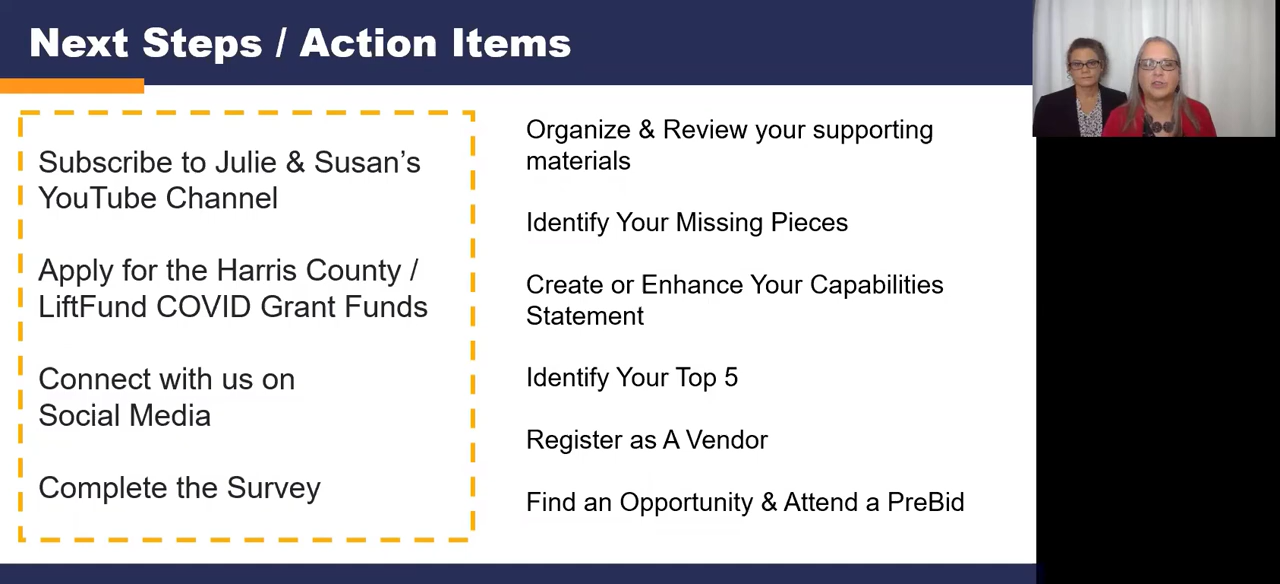 Next Steps / Action Items
Subscribe to Julie & Susan’s
YouTube Channel
Apply for the Harris County /
LiftFund COVID Grant Funds
Connect with us on
Social Media
Complete the Survey
Organize & Review your supporting
materials
Identify Your Missing Pieces
Create or Enhance Your Capabilities
Statement
Identify Your Top 5
Register as A Vendor
Find an Opportunity & Attend a PreBid